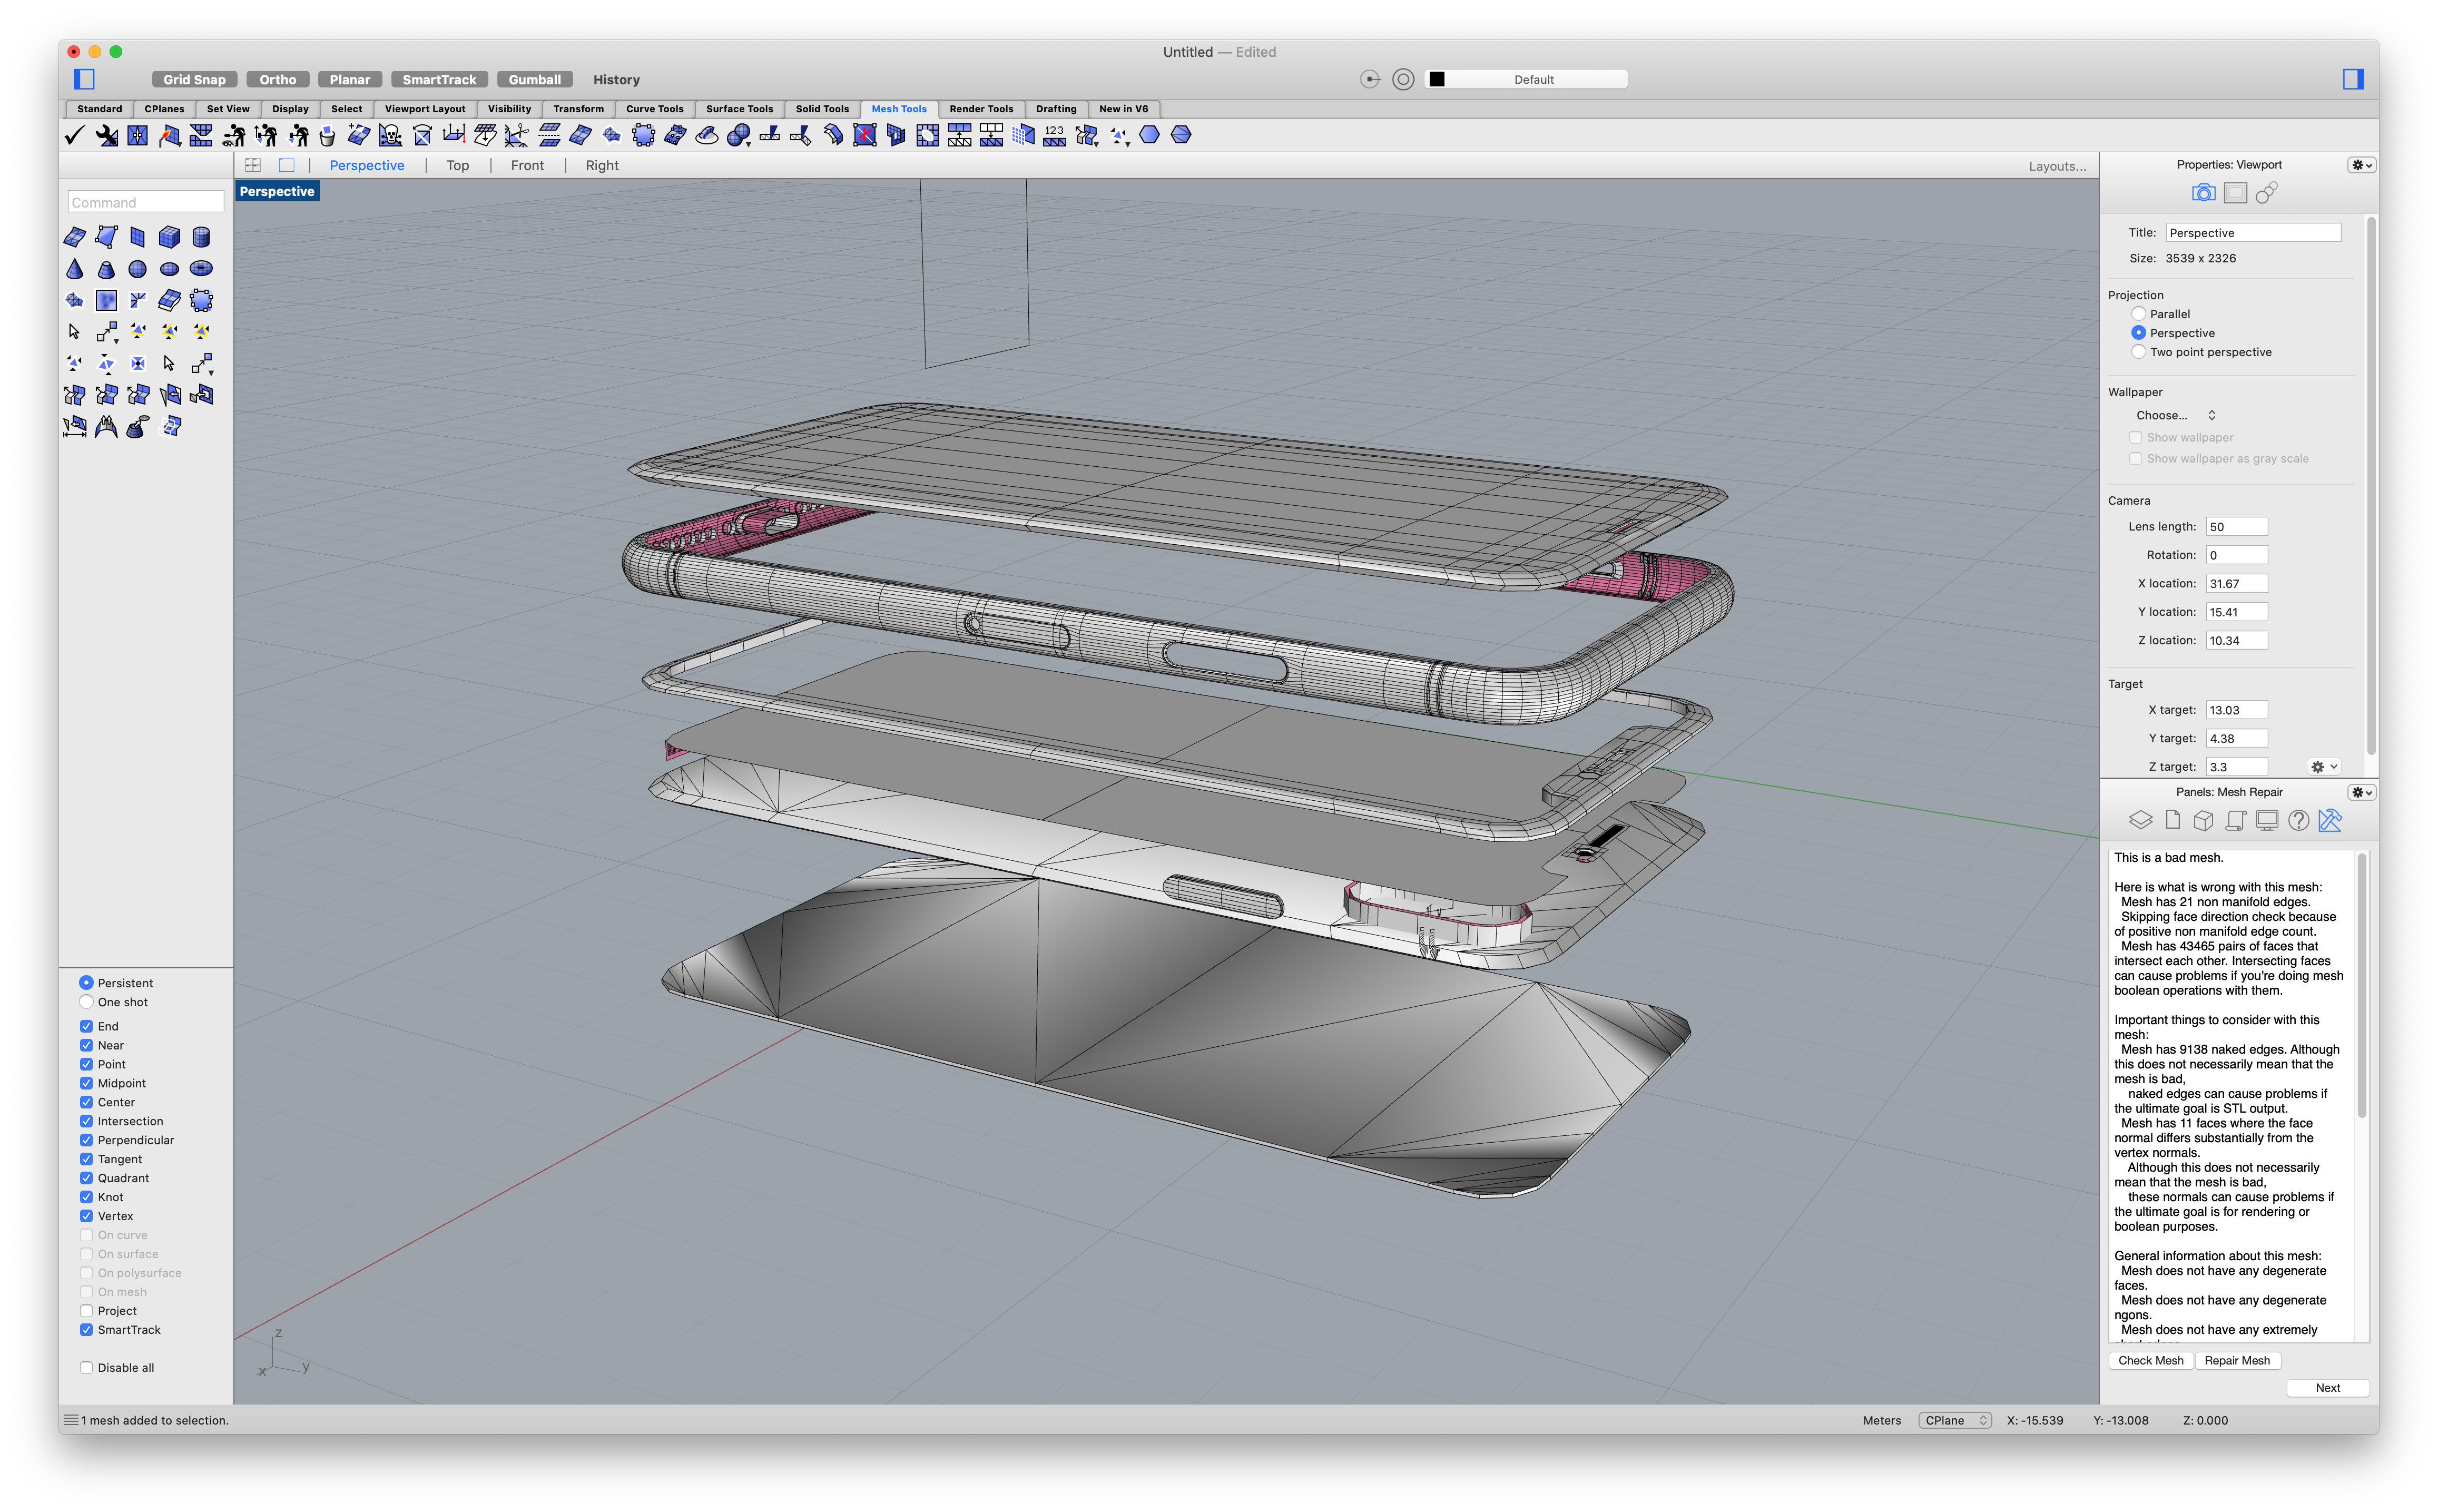 Untitled — Edited
Grid Snap Ortho Planar SmartTrack Gumball History Default
Standard CPlanes Set View Display Select Viewport Layout Visibility Transform Curve Tools Surface Tools Solid Tools Mesh Tools Render Tools Drafting New in V6
123
Perspective | Top | Front | Right Layouts...
Perspective
Command
Persistent
One shot
End
Near
Point
Midpoint
Center
Intersection
Perpendicular
Tangent
Quadrant
Knot
Vertex
On curve
On surface
On polysurface
On mesh
Project
SmartTrack
Disable all
z
x y
Properties: Viewport
Title: Perspective
Size: 3539 x 2326
Projection
Parallel
Perspective
Two point perspective
Wallpaper
Choose...
Show wallpaper
Show wallpaper as gray scale
Camera
Lens length: 50
Rotation: 0
X location: 31.67
Y location: 15.41
Z location: 10.34
Target
X target: 13.03
Y target: 4.38
Z target: 3.3
Panels: Mesh Repair
This is a bad mesh.
Here is what is wrong with this mesh:
Mesh has 21 non manifold edges.
Skipping face direction check because
of positive non manifold edge count.
Mesh has 43465 pairs of faces that
intersect each other. Intersecting faces
can cause problems if you're doing mesh
boolean operations with them.
Important things to consider with this
mesh:
Mesh has 9138 naked edges. Although
this does not necessarily mean that the
mesh is bad,
naked edges can cause problems if
the ultimate goal is STL output.
Mesh has 11 faces where the face
normal differs substantially from the
vertex normals.
Although this does not necessarily
mean that the mesh is bad,
these normals can cause problems if
the ultimate goal is for rendering or
boolean purposes.
General information about this mesh:
Mesh does not have any degenerate
faces.
Mesh does not have any degenerate
ngons.
Mesh does not have any extremely
Check Mesh Repair Mesh
Next
1 mesh added to selection.
Meters CPlane X: -15.539 Y: -13.008 Z: 0.000